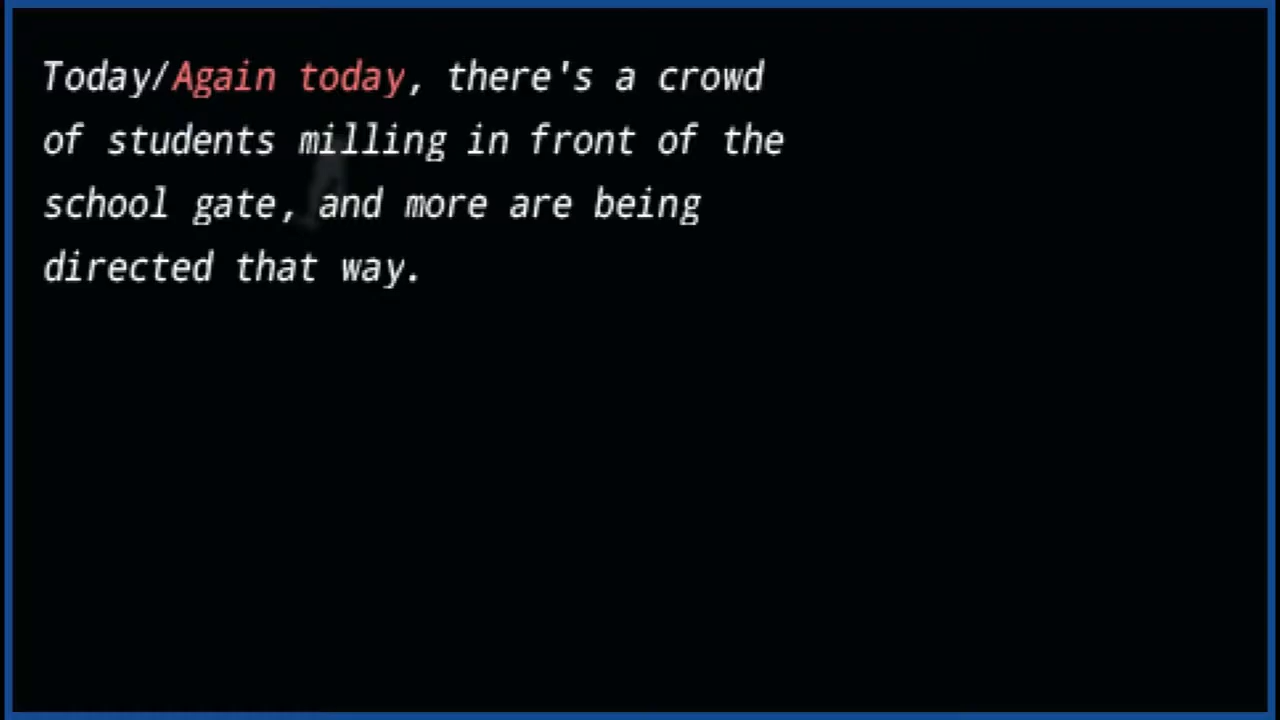 Today/Again today, there's a crowd
of students milling in front of the
school gate, and more are being
directed that way.